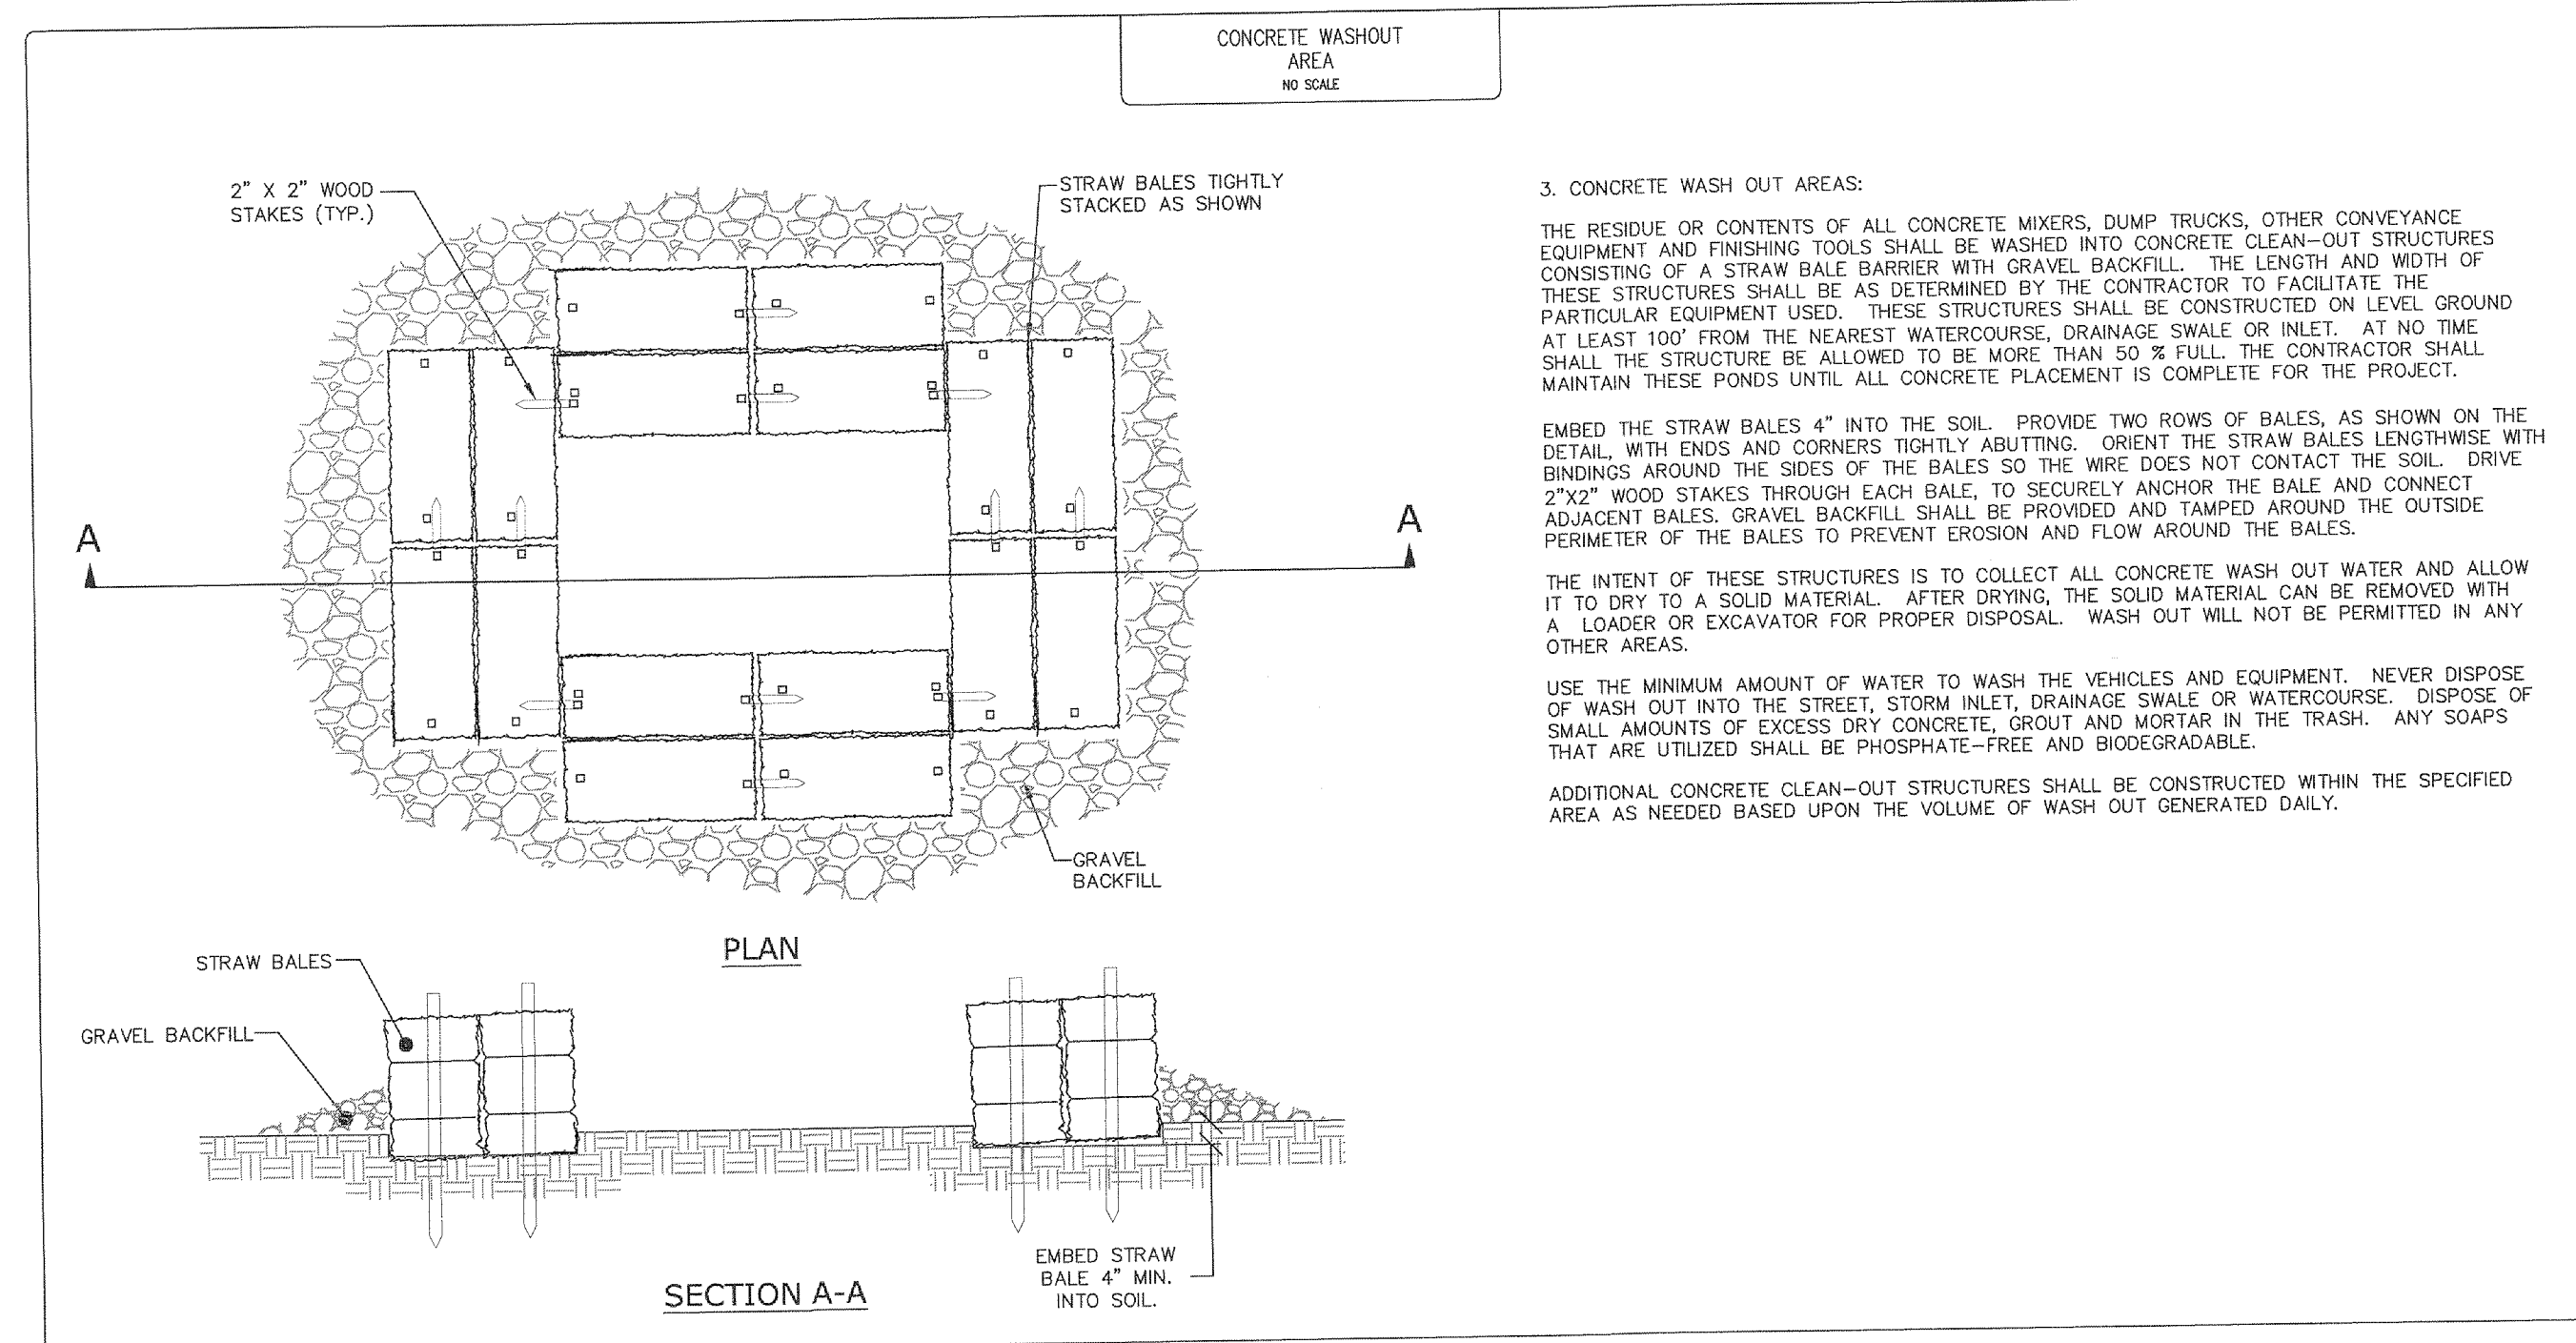 CONCRETE WASHOUT
AREA
NO SCALE
2" X 2" WOOD
STAKES (TYP.)
STRAW BALES TIGHTLY
STACKED AS SHOWN
A
A
GRAVEL
BACKFILL
PLAN
STRAW BALES
GRAVEL BACKFILL
EMBED STRAW
BALE 4" MIN.
INTO SOIL.
SECTION A-A
3. CONCRETE WASH OUT AREAS:
THE RESIDUE OR CONTENTS OF ALL CONCRETE MIXERS, DUMP TRUCKS, OTHER CONVEYANCE
EQUIPMENT AND FINISHING TOOLS SHALL BE WASHED INTO CONCRETE CLEAN-OUT STRUCTURES
CONSISTING OF A STRAW BALE BARRIER WITH GRAVEL BACKFILL. THE LENGTH AND WIDTH OF
THESE STRUCTURES SHALL BE AS DETERMINED BY THE CONTRACTOR TO FACILITATE THE
PARTICULAR EQUIPMENT USED. THESE STRUCTURES SHALL BE CONSTRUCTED ON LEVEL GROUND
AT LEAST 100' FROM THE NEAREST WATERCOURSE, DRAINAGE SWALE OR INLET. AT NO TIME
SHALL THE STRUCTURE BE ALLOWED TO BE MORE THAN 50 % FULL. THE CONTRACTOR SHALL
MAINTAIN THESE PONDS UNTIL ALL CONCRETE PLACEMENT IS COMPLETE FOR THE PROJECT.
EMBED THE STRAW BALES 4" INTO THE SOIL. PROVIDE TWO ROWS OF BALES, AS SHOWN ON THE
DETAIL, WITH ENDS AND CORNERS TIGHTLY ABUTTING. ORIENT THE STRAW BALES LENGTHWISE WITH
BINDINGS AROUND THE SIDES OF THE BALES SO THE WIRE DOES NOT CONTACT THE SOIL. DRIVE
2"X2" WOOD STAKES THROUGH EACH BALE, TO SECURELY ANCHOR THE BALE AND CONNECT
ADJACENT BALES. GRAVEL BACKFILL SHALL BE PROVIDED AND TAMPED AROUND THE OUTSIDE
PERIMETER OF THE BALES TO PREVENT EROSION AND FLOW AROUND THE BALES.
THE INTENT OF THESE STRUCTURES IS TO COLLECT ALL CONCRETE WASH OUT WATER AND ALLOW
IT TO DRY TO A SOLID MATERIAL. AFTER DRYING, THE SOLID MATERIAL CAN BE REMOVED WITH
A LOADER OR EXCAVATOR FOR PROPER DISPOSAL. WASH OUT WILL NOT BE PERMITTED IN ANY
OTHER AREAS.
USE THE MINIMUM AMOUNT OF WATER TO WASH THE VEHICLES AND EQUIPMENT. NEVER DISPOSE
OF WASH OUT INTO THE STREET, STORM INLET, DRAINAGE SWALE OR WATERCOURSE. DISPOSE OF
SMALL AMOUNTS OF EXCESS DRY CONCRETE, GROUT AND MORTAR IN THE TRASH. ANY SOAPS
THAT ARE UTILIZED SHALL BE PHOSPHATE-FREE AND BIODEGRADABLE.
ADDITIONAL CONCRETE CLEAN-OUT STRUCTURES SHALL BE CONSTRUCTED WITHIN THE SPECIFIED
AREA AS NEEDED BASED UPON THE VOLUME OF WASH OUT GENERATED DAILY.